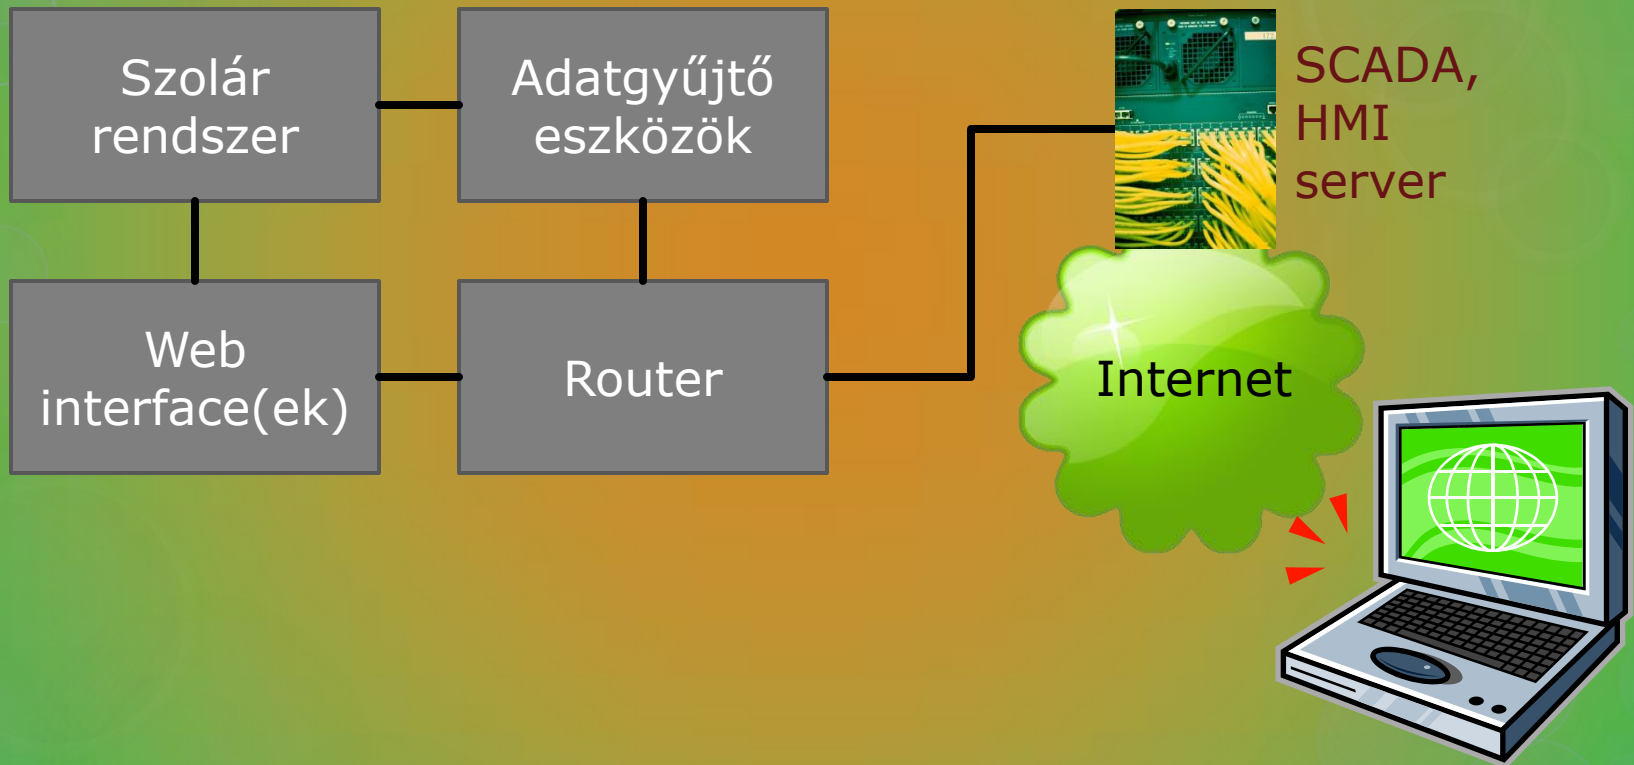 Szolár
rendszer
Adatgyűjtő
eszközök
SCADA,
HMI
server
Web
interface(ek)
Router
Internet